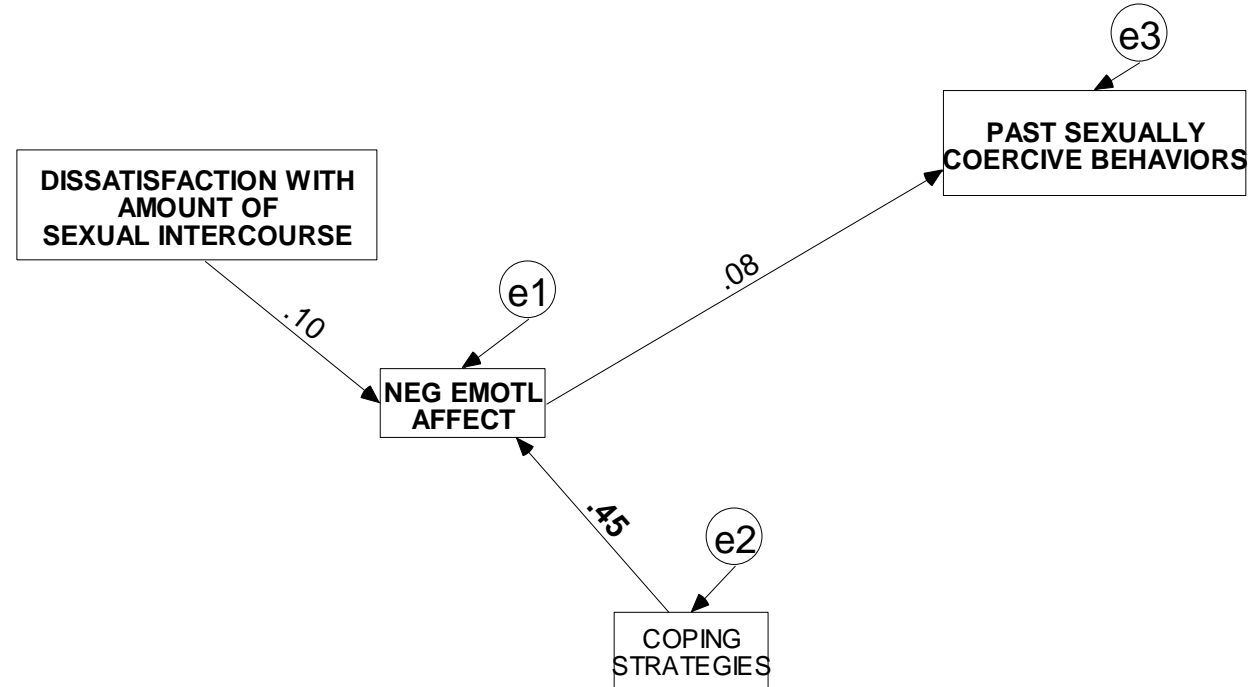 e3
PAST SEXUALLY
COERCIVE BEHAVIORS
DISSATISFACTION WITH
AMOUNT OF
SEXUAL INTERCOURSE
.08
e1
.10
NEG EMOTL
AFFECT
.45
e2
COPING
STRATEGIES